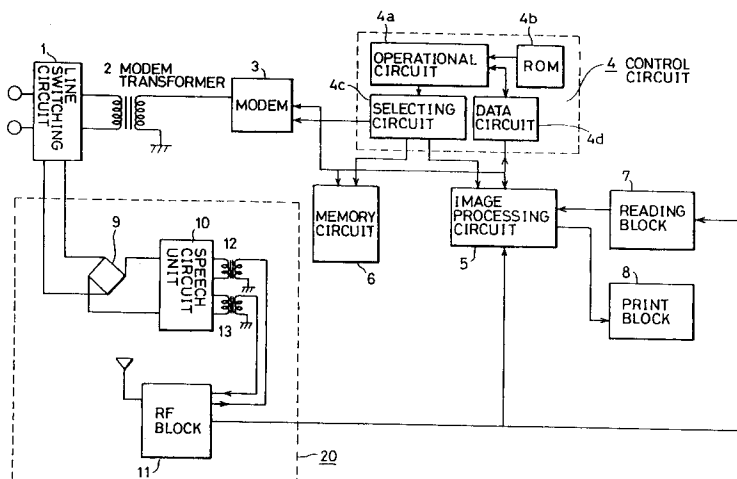 4a
4b
1
OPERATIONAL
CIRCUIT
ROM
4 CONTROL
CIRCUIT
LINE
SWITCHING
CIRCUIT
2 MODEM
TRANSFORMER
3
MODEM
4c
SELECTING
CIRCUIT
DATA
CIRCUIT
4d
MEMORY
CIRCUIT
6
IMAGE
PROCESSING
CIRCUIT
5
7
READING
BLOCK
8
PRINT
BLOCK
9
10
SPEECH
CIRCUIT
UNIT
12
13
RF
BLOCK
11
20